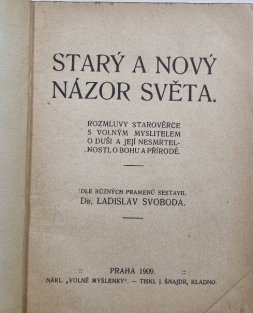 STARÝ A NOVÝ
NÁZOR SVĚTA.
ROZMLUVY STAROVĚRCE
S VOLNÝM MYSLITELEM
O DUŠI A JEJÍ NESMRTEL-
NOSTI, O BOHU A PŘÍRODĚ.
DLE RŮZNÝCH PRAMENŮ SESTAVIL
DR. LADISLAV SVOBODA.
:: PRAHA 1909. ::
NÁKL. „VOLNÉ MYŠLENKY“. — TISKL J. ŠNAJDR, KLADNO.